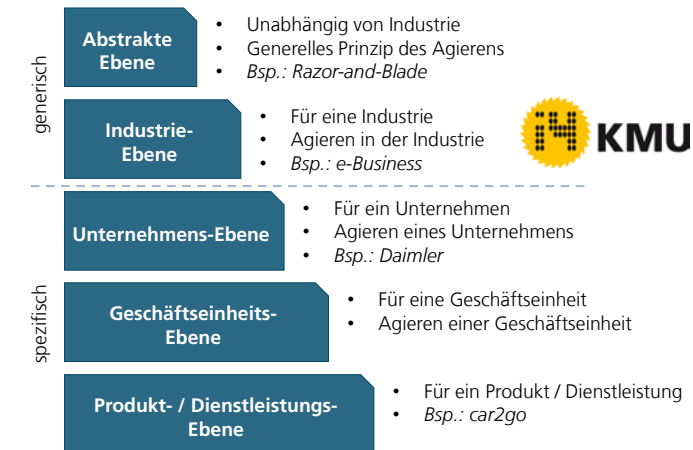 generisch
Abstrakte
Ebene
• Unabhängig von Industrie
• Generelles Prinzip des Agierens
• Bsp.: Razor-and-Blade
Industrie-
Ebene
• Für eine Industrie
• Agieren in der Industrie
• Bsp.: e-Business
i4 KMU
spezifisch
Unternehmens-Ebene
• Für ein Unternehmen
• Agieren eines Unternehmens
• Bsp.: Daimler
Geschäftseinheits-
Ebene
• Für eine Geschäftseinheit
• Agieren einer Geschäftseinheit
Produkt- / Dienstleistungs-
Ebene
• Für ein Produkt / Dienstleistung
• Bsp.: car2go